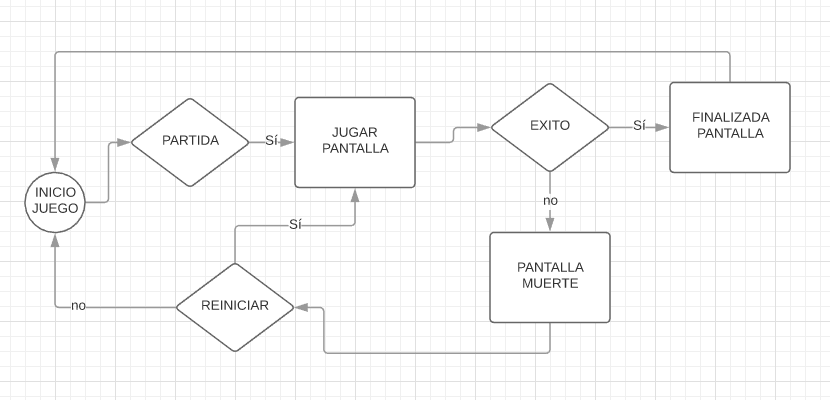 PARTIDA
Sí
JUGAR
PANTALLA
EXITO
Sí
FINALIZADA
PANTALLA
INICIO
JUEGO
no
Sí
PANTALLA
MUERTE
REINICIAR
no